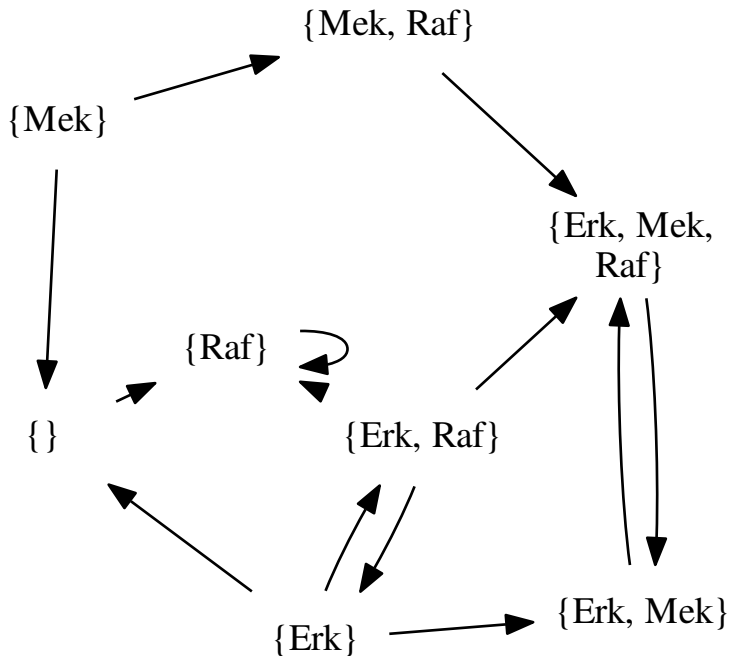 {Mek, Raf}
{Mek}
{Erk, Mek,
Raf}
{Raf}
{}
{Erk, Raf}
{Erk, Mek}
{Erk}